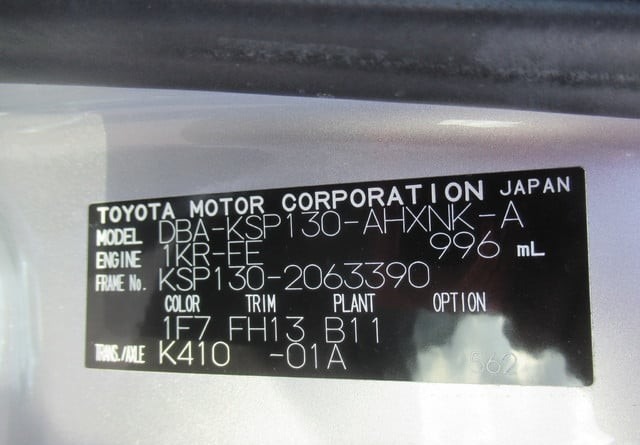 TOYOTA MOTOR CORPORATION JAPAN
MODEL DBA-KSP130-AHXNK-A
ENGINE 1KR-FE 996 mL
FRAME No. KSP130-2063390
COLOR TRIM PLANT OPTION
1F7 FH13 B11
TRANS./AXLE K410 -01A
562